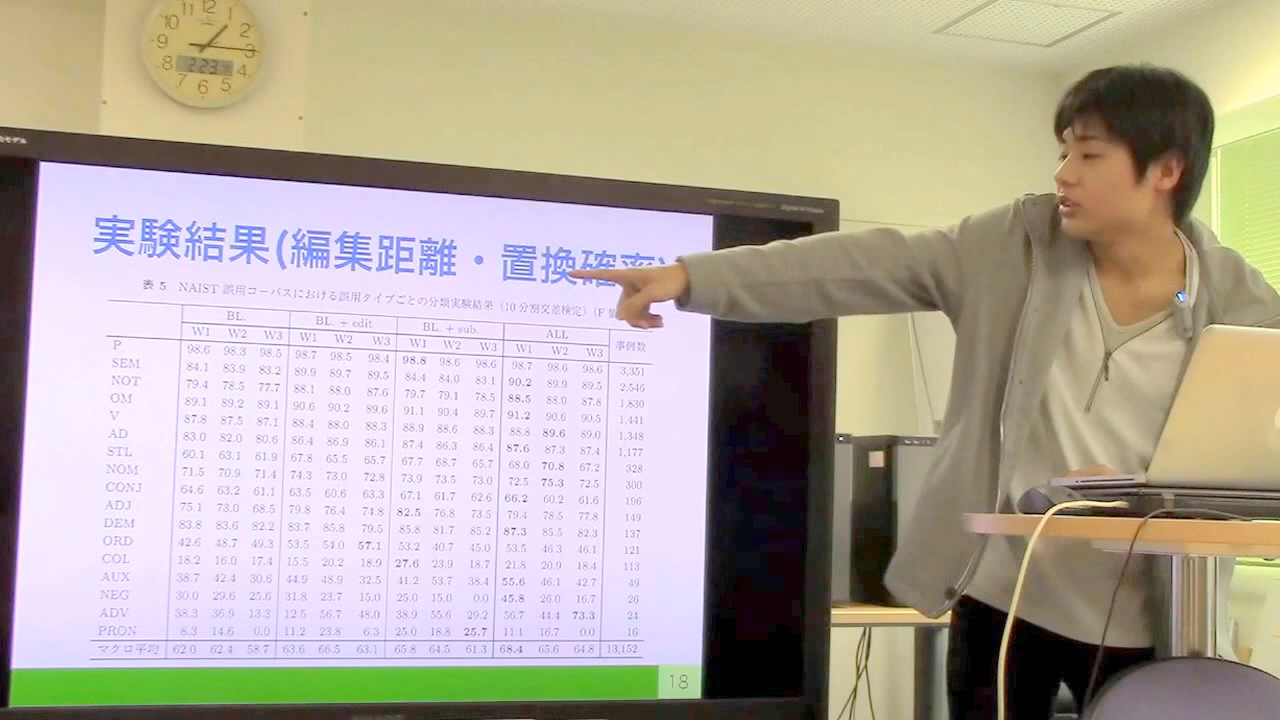 12
11
1
10
2
9
3
8
4
7
6
5
2237
実験結果(編集距離・置換確率)
表 5 NAIST 誤用コーパスにおける誤用タイプごとの分類実験結果 (10 分割交差検定) (F
BL. BL. + edit. BL. + sub. ALL 事例数
W1 W2 W3 W1 W2 W3 W1 W2 W3 W1 W2 W3
P 98.6 98.3 98.5 98.7 98.5 98.4 98.8 98.6 98.6 98.7 98.6 98.6 3,351
SEM 84.1 83.9 83.2 89.9 89.7 89.5 84.4 84.0 83.1 90.2 89.9 89.5 2,546
NOT 79.4 78.5 77.7 88.1 88.0 87.6 79.7 79.1 78.5 88.5 88.0 87.8 1,830
OM 89.1 89.2 89.1 90.6 90.2 89.6 91.1 90.4 89.7 91.2 90.6 90.5 1,441
V 87.8 87.5 87.1 88.4 88.0 88.3 88.9 88.6 88.3 88.8 89.6 89.0 1,348
AD 83.0 82.0 80.6 86.4 86.9 86.1 87.4 86.3 86.4 87.6 87.3 87.4 1,177
STL 60.1 63.1 61.9 67.8 65.5 65.7 67.7 68.7 65.7 68.0 70.8 67.2 328
NOM 71.5 70.9 71.4 74.3 73.0 72.8 73.9 73.5 73.0 72.5 75.3 72.5 300
CONJ 64.6 63.2 61.1 63.5 60.6 63.3 67.1 61.7 62.6 66.2 60.2 61.6 196
ADJ 75.1 73.0 68.5 79.8 76.4 74.8 82.5 76.8 73.5 79.4 78.5 77.8 149
DEM 83.8 83.6 82.2 83.7 85.8 79.5 85.8 81.7 85.2 87.3 85.5 82.3 137
ORD 42.6 48.7 49.3 53.5 54.0 57.1 53.2 40.7 45.0 53.5 46.3 46.1 121
COL 18.2 16.0 17.4 15.5 20.2 18.9 27.6 23.9 18.7 21.8 20.9 18.4 113
AUX 38.7 42.4 30.6 44.9 48.9 32.5 41.2 53.7 38.4 55.6 46.1 42.7 49
NEG 30.0 29.6 25.6 31.8 23.7 15.0 25.0 15.0 0.0 45.8 26.0 16.7 26
ADV 38.3 36.9 13.3 12.5 56.7 48.0 38.9 55.6 29.2 56.7 44.4 73.3 24
PRON 8.3 14.6 0.0 11.2 23.8 6.3 25.0 18.8 25.7 11.1 16.7 0.0 16
マクロ平均 62.0 62.4 58.7 63.6 66.5 63.1 65.8 64.5 61.3 68.4 65.6 64.8 13,152
18